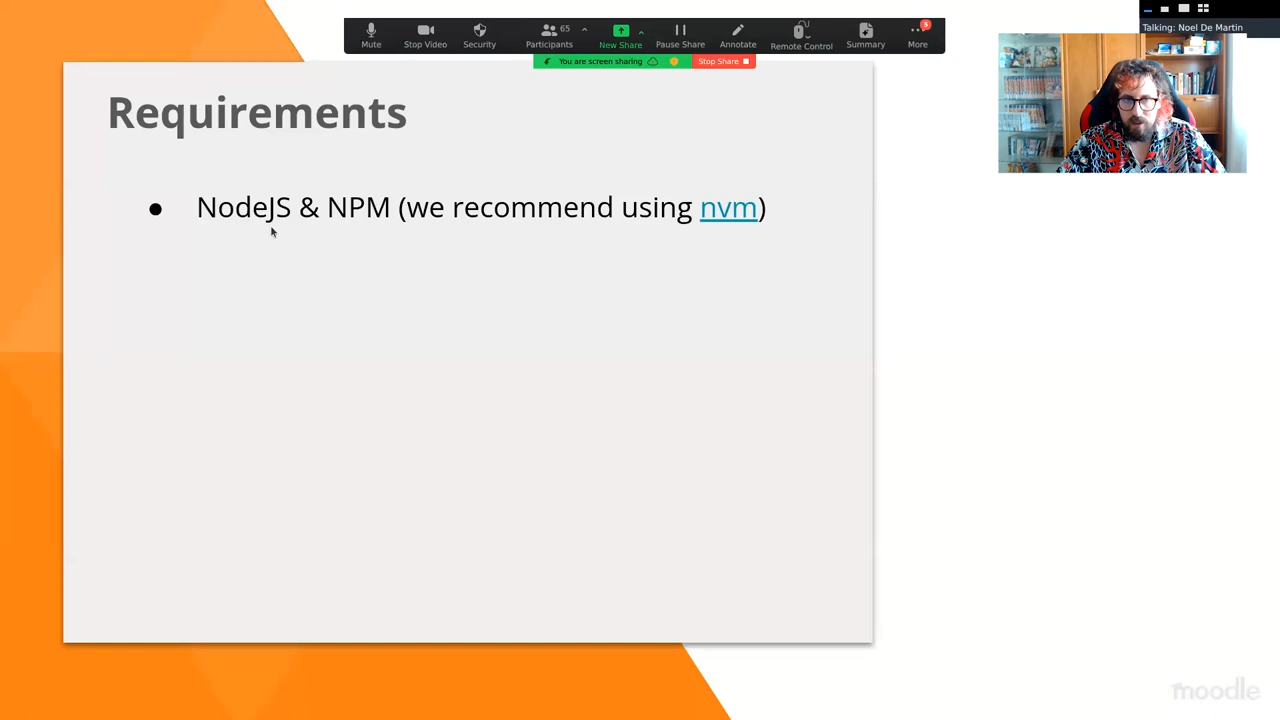 Mute
Stop Video
Security
Participants
65
New Share
Pause Share
Annotate
Remote Control
Summary
More
5
You are screen sharing
Stop Share
Talking: Noel De Martin
Requirements
● NodeJS & NPM (we recommend using nvm)
moodle